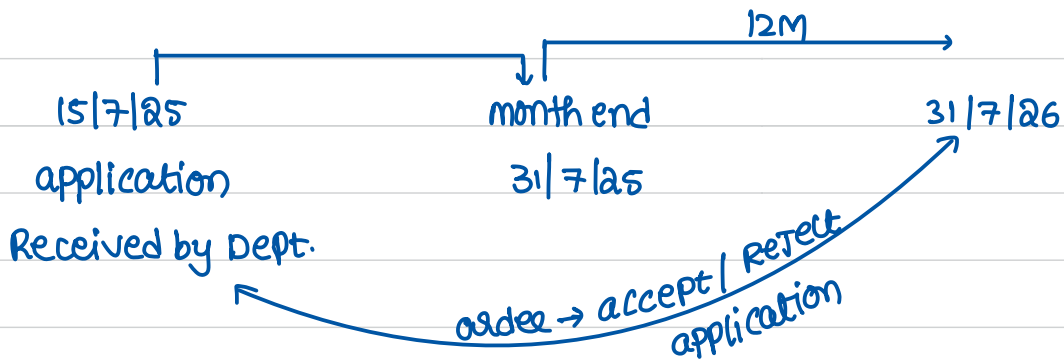 12M
15/7/25 month end 31/7/26
application 31/7/25
Received by Dept.
order → accept / Reject
application